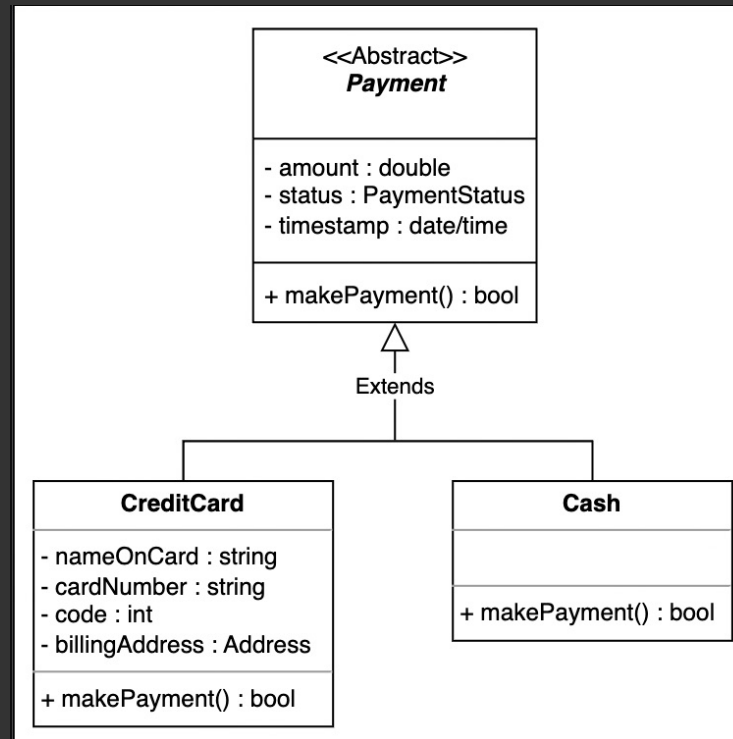 <<Abstract>>
Payment
- amount : double
- status : PaymentStatus
- timestamp : date/time
+ makePayment() : bool
Extends
CreditCard
- nameOnCard : string
- cardNumber : string
- code : int
- billingAddress : Address
+ makePayment() : bool
Cash
+ makePayment() : bool